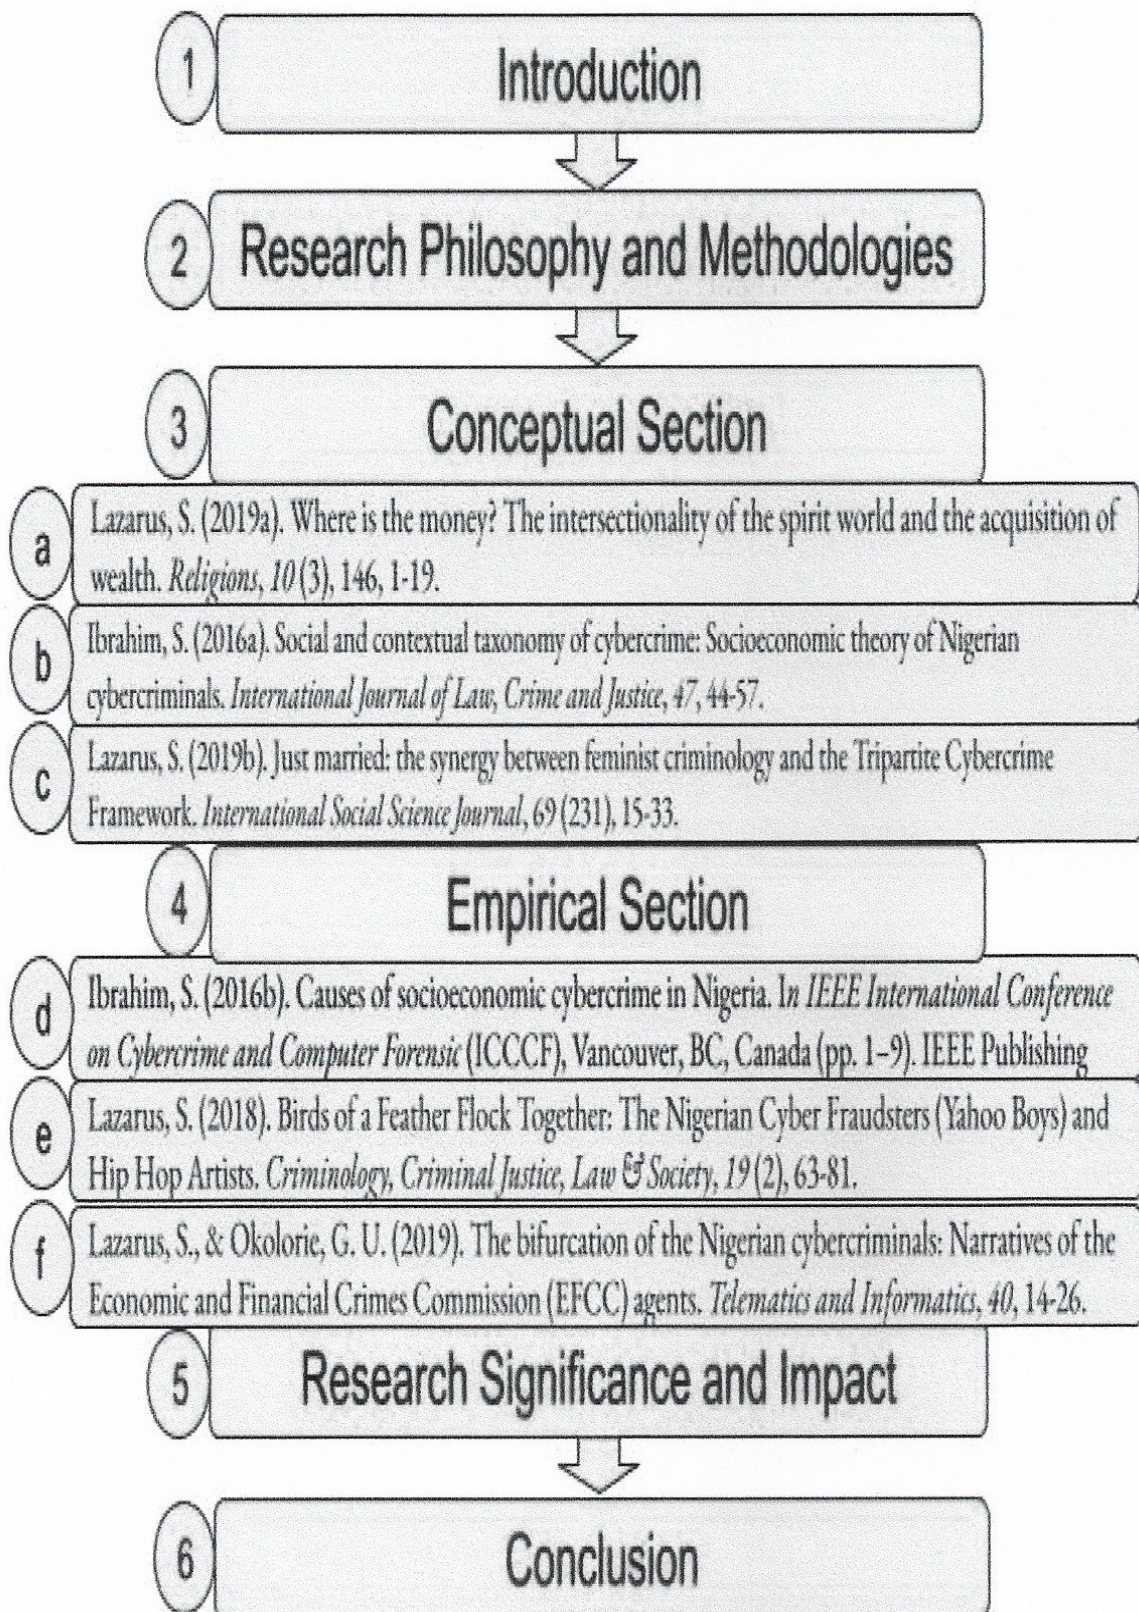 1
Introduction
2
Research Philosophy and Methodologies
3
Conceptual Section
a
Lazarus, S. (2019a). Where is the money? The intersectionality of the spirit world and the acquisition of
wealth. Religions, 10 (3), 146, 1-19.
b
Ibrahim, S. (2016a). Social and contextual taxonomy of cybercrime: Socioeconomic theory of Nigerian
cybercriminals. International Journal of Law, Crime and Justice, 47, 44-57.
c
Lazarus, S. (2019b). Just married: the synergy between feminist criminology and the Tripartite Cybercrime
Framework. International Social Science Journal, 69 (231), 15-33.
4
Empirical Section
d
Ibrahim, S. (2016b). Causes of socioeconomic cybercrime in Nigeria. In IEEE International Conference
on Cybercrime and Computer Forensic (ICCCF), Vancouver, BC, Canada (pp. 1–9). IEEE Publishing
e
Lazarus, S. (2018). Birds of a Feather Flock Together: The Nigerian Cyber Fraudsters (Yahoo Boys) and
Hip Hop Artists. Criminology, Criminal Justice, Law & Society, 19 (2), 63-81.
f
Lazarus, S., & Okolorie, G. U. (2019). The bifurcation of the Nigerian cybercriminals: Narratives of the
Economic and Financial Crimes Commission (EFCC) agents. Telematics and Informatics, 40, 14-26.
5
Research Significance and Impact
6
Conclusion